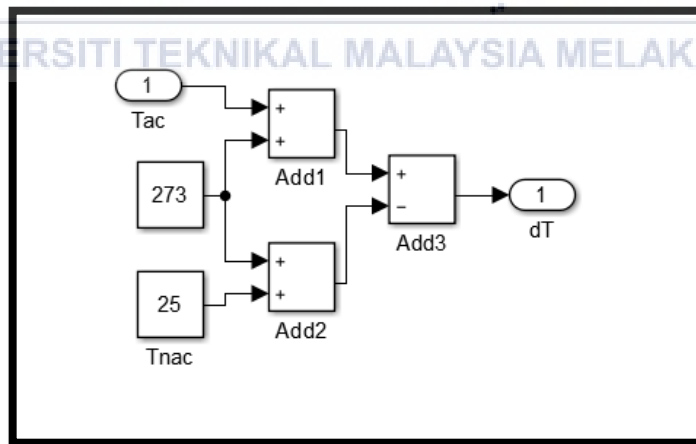 ERSITI TEKNIKAL MALAYSIA MELAK
1
Tac
+
+
Add1
273
+
−
Add3
1
dT
+
+
Add2
25
Tnac